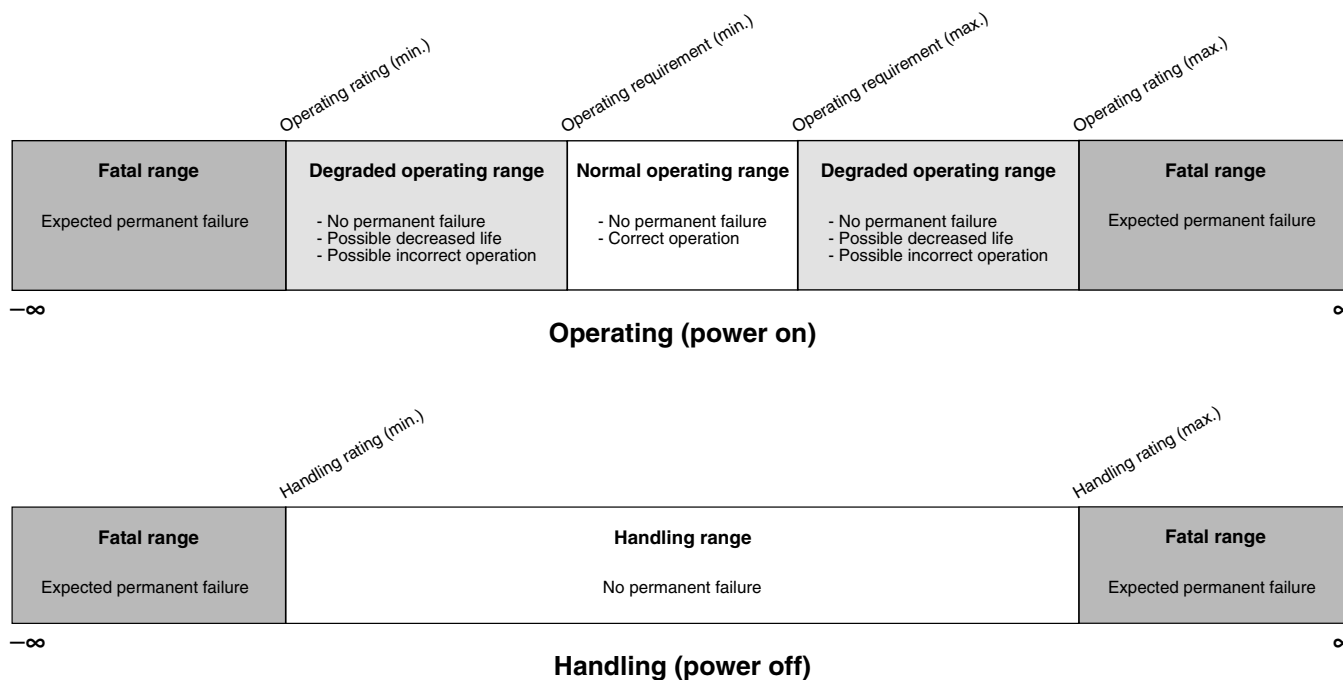 Operating rating (min.)
Operating requirement (min.)
Operating requirement (max.)
Operating rating (max.)
Fatal range
Degraded operating range
Normal operating range
Degraded operating range
Fatal range
Expected permanent failure
- No permanent failure
- Possible decreased life
- Possible incorrect operation
- No permanent failure
- Correct operation
- No permanent failure
- Possible decreased life
- Possible incorrect operation
Expected permanent failure
–∞
∞
Operating (power on)
Handling rating (min.)
Handling rating (max.)
Fatal range
Handling range
Fatal range
Expected permanent failure
No permanent failure
Expected permanent failure
–∞
∞
Handling (power off)